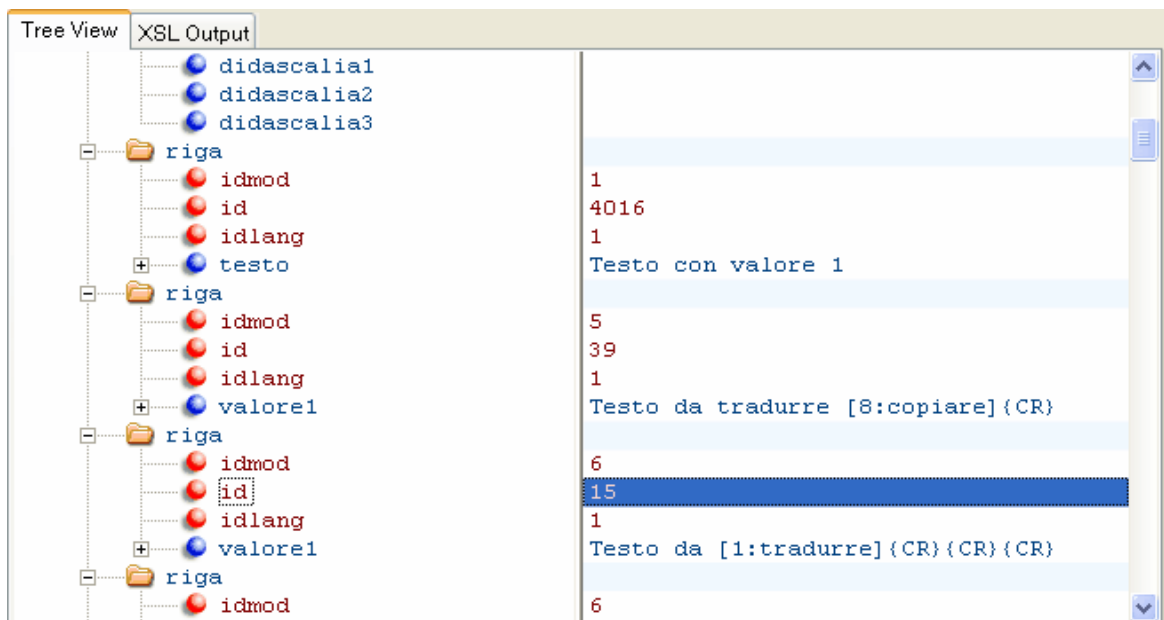 Tree View XSL Output
didascalia1
didascalia2
didascalia3
riga
idmod 1
id 4016
idlang 1
testo Testo con valore 1
riga
idmod 5
id 39
idlang 1
valore1 Testo da tradurre [8:copiare]{CR}
riga
idmod 6
id 15
idlang 1
valore1 Testo da [1:tradurre]{CR}{CR}{CR}
riga
idmod 6